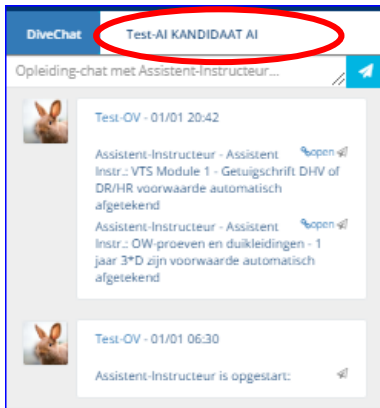 DiveChat Test-AI KANDIDAAT AI
Opleiding-chat met Assistent-Instructeur...
Test-OV - 01/01 20:42
Assistent-Instructeur - Assistent open
Instr.: VTS Module 1 - Getuigschrift DHV of
DR/HR voorwaarde automatisch
afgetekend
Assistent-Instructeur - Assistent open
Instr.: OW-proeven en duikleidingen - 1
jaar 3*D zijn voorwaarde automatisch
afgetekend
Test-OV - 01/01 06:30
Assistent-Instructeur is opgestart: